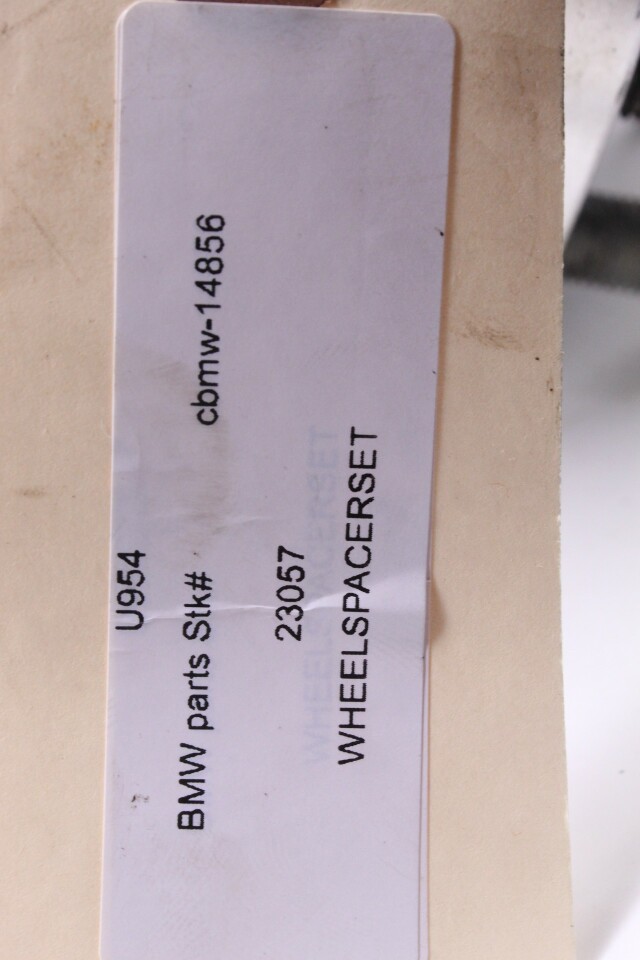 U954
BMW parts Stk# cbmw-14856
23057
WHEELSPACERSET